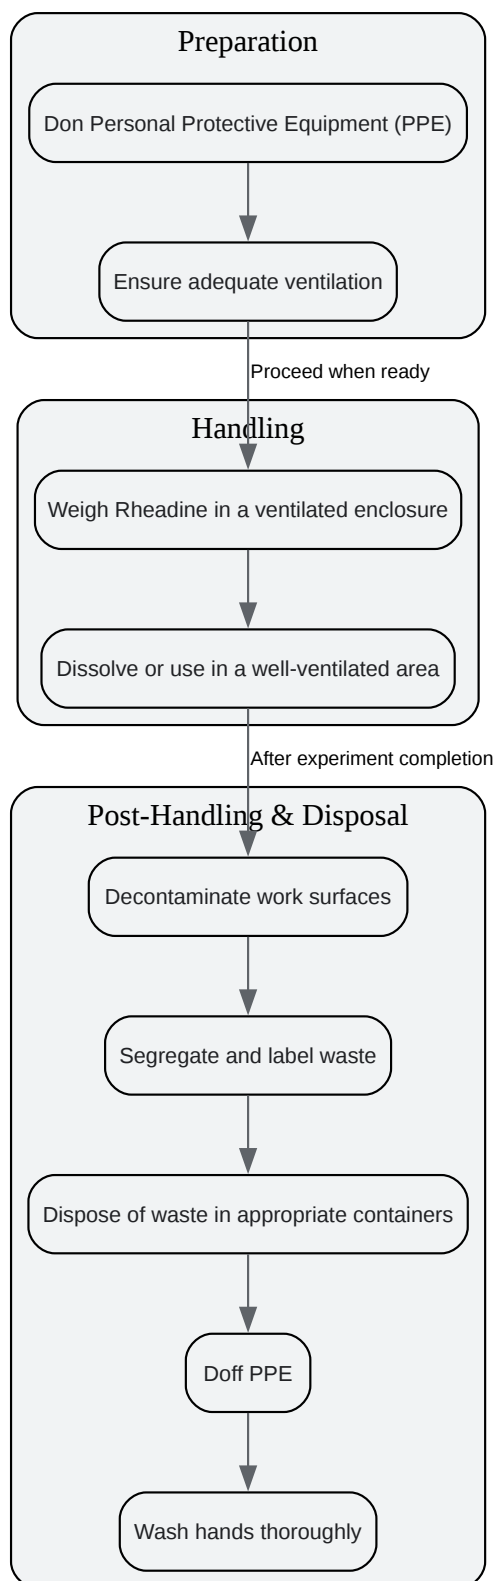 Preparation
Don Personal Protective Equipment (PPE)
Ensure adequate ventilation
Proceed when ready
Handling
Weigh Rheadine in a ventilated enclosure
Dissolve or use in a well-ventilated area
After experiment completion
Post-Handling & Disposal
Decontaminate work surfaces
Segregate and label waste
Dispose of waste in appropriate containers
Doff PPE
Wash hands thoroughly